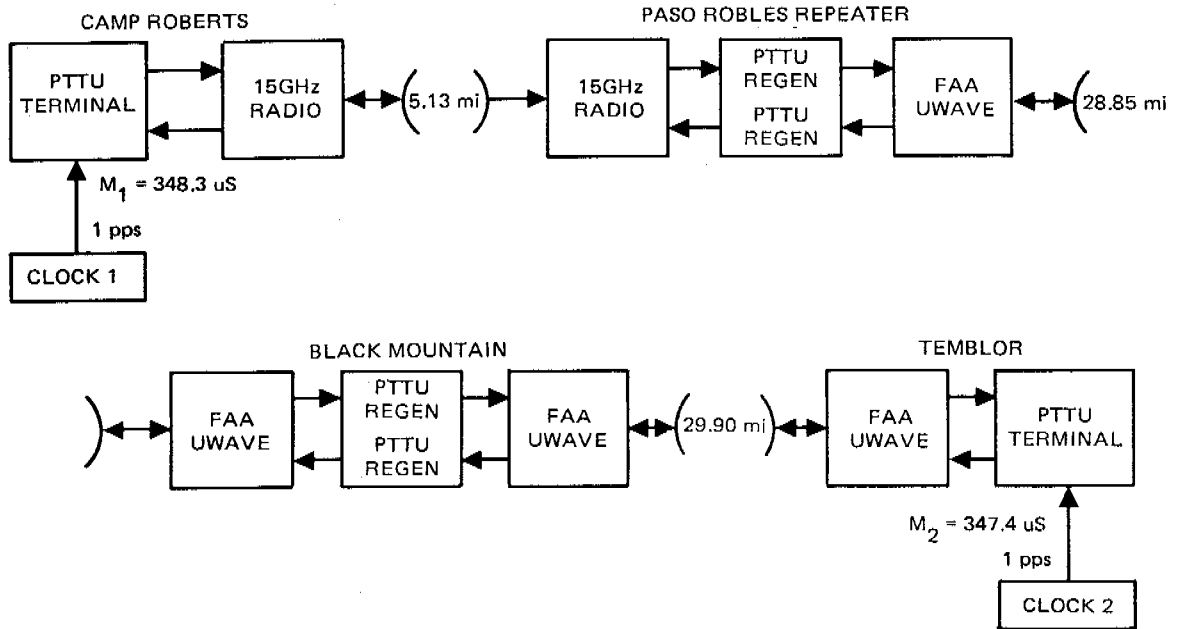 CAMP ROBERTS
PTTU
TERMINAL
15GHz
RADIO
5.13 mi
M1 = 348.3 uS
1 pps
CLOCK 1
PASO ROBLES REPEATER
15GHz
RADIO
PTTU
REGEN
PTTU
REGEN
FAA
UWAVE
28.85 mi
BLACK MOUNTAIN
FAA
UWAVE
PTTU
REGEN
PTTU
REGEN
FAA
UWAVE
29.90 mi
TEMBLOR
FAA
UWAVE
PTTU
TERMINAL
M2 = 347.4 uS
1 pps
CLOCK 2